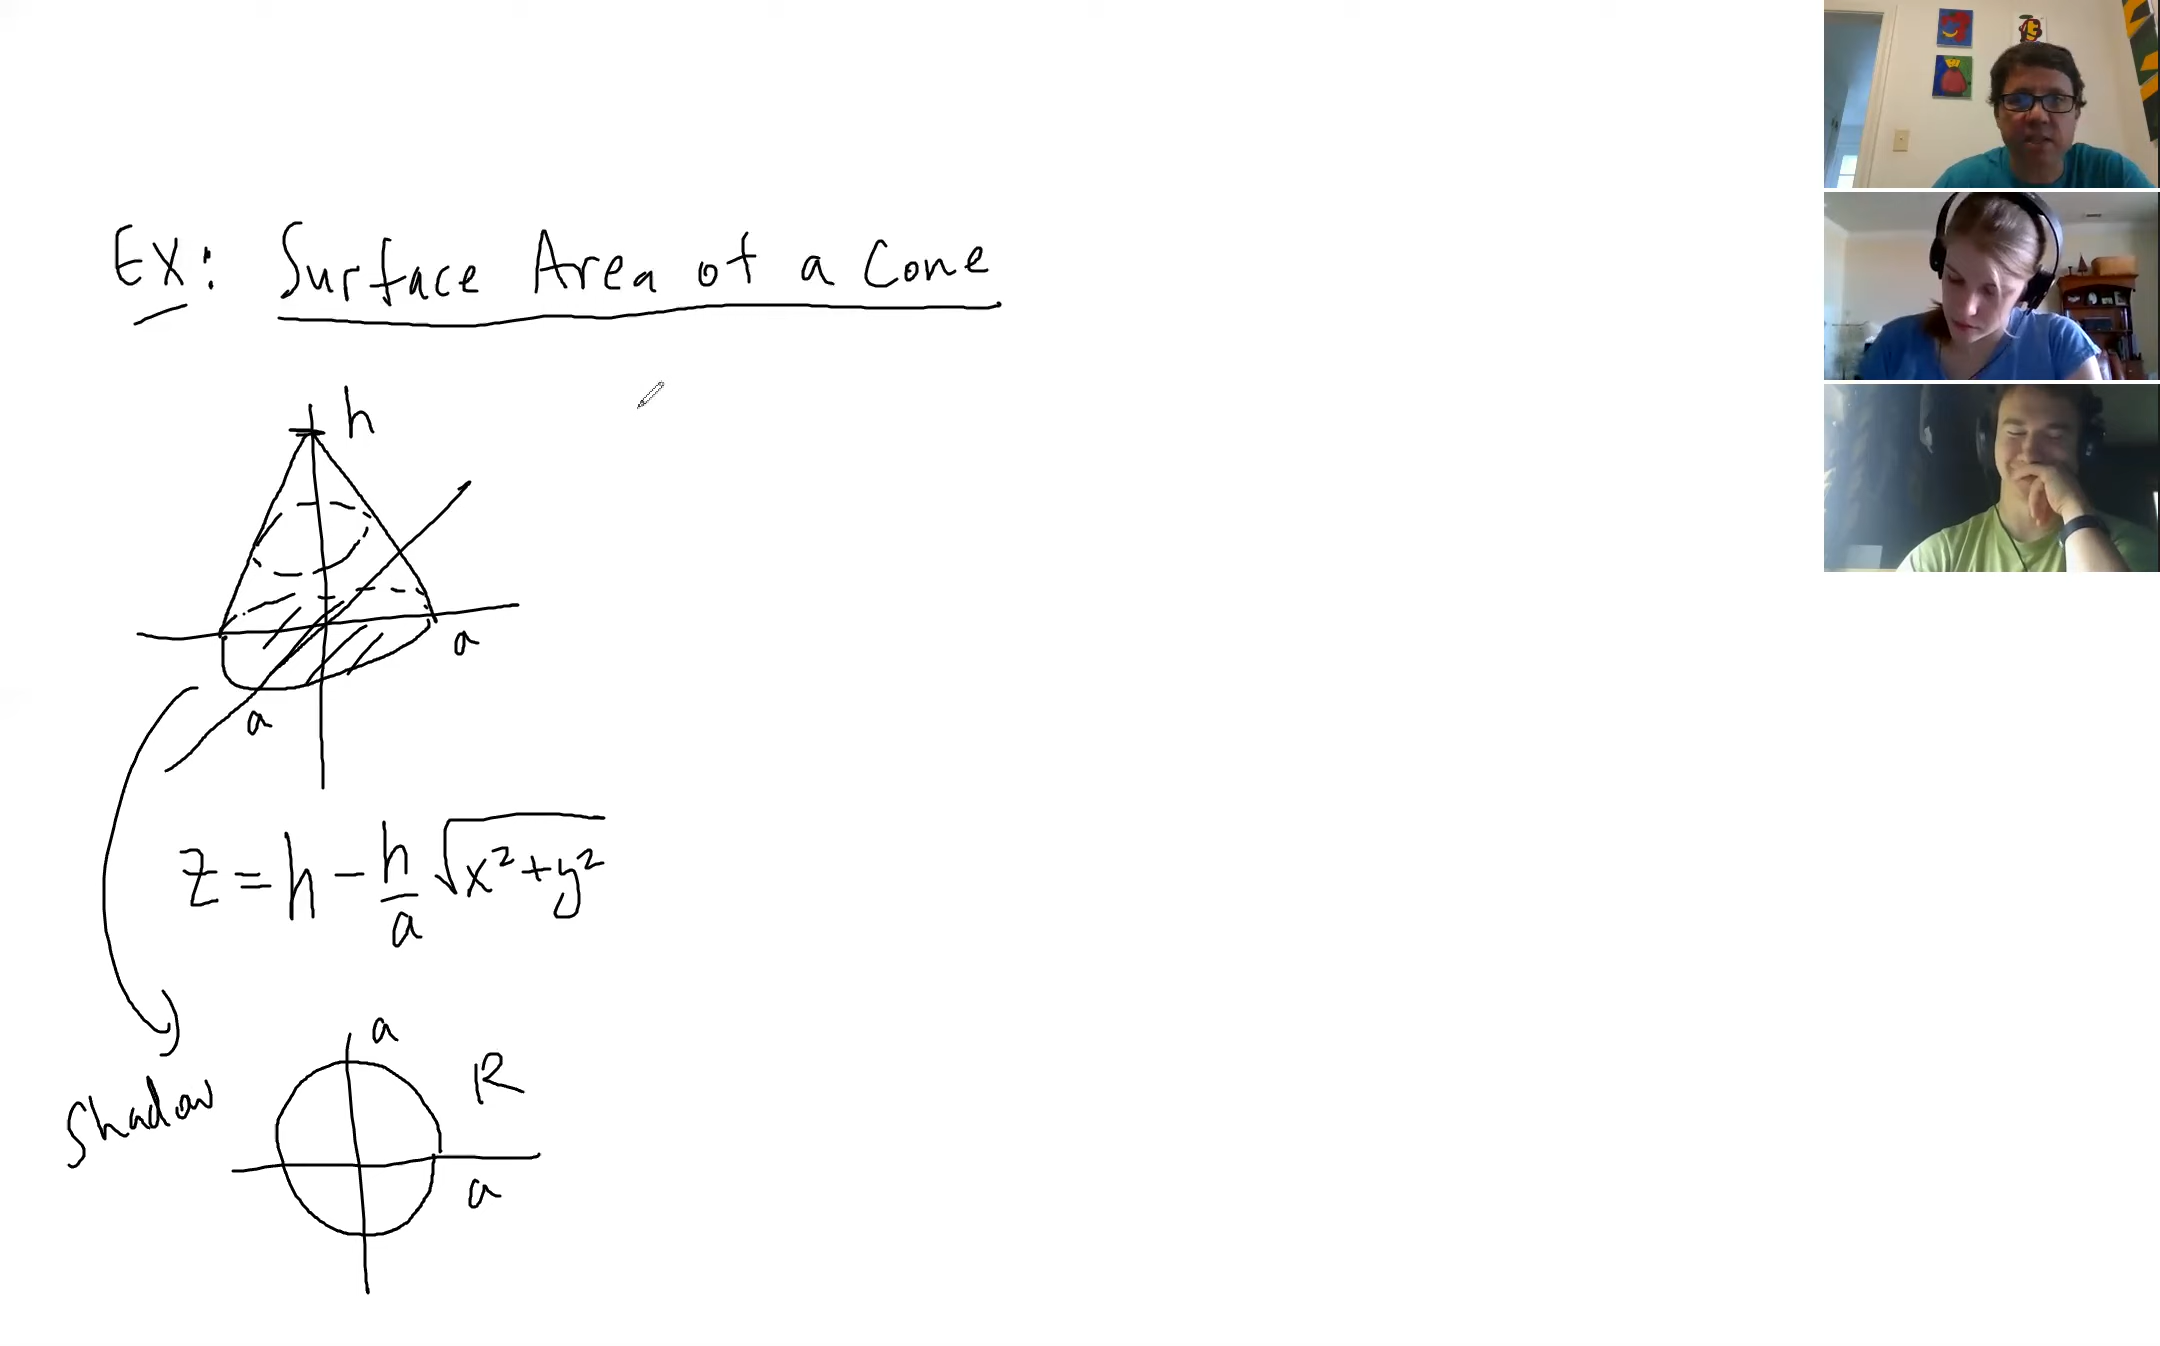 Ex: Surface Area of a Cone
h
a
a
z = h - h/a √(x² + y²)
a
R
Shadow
a